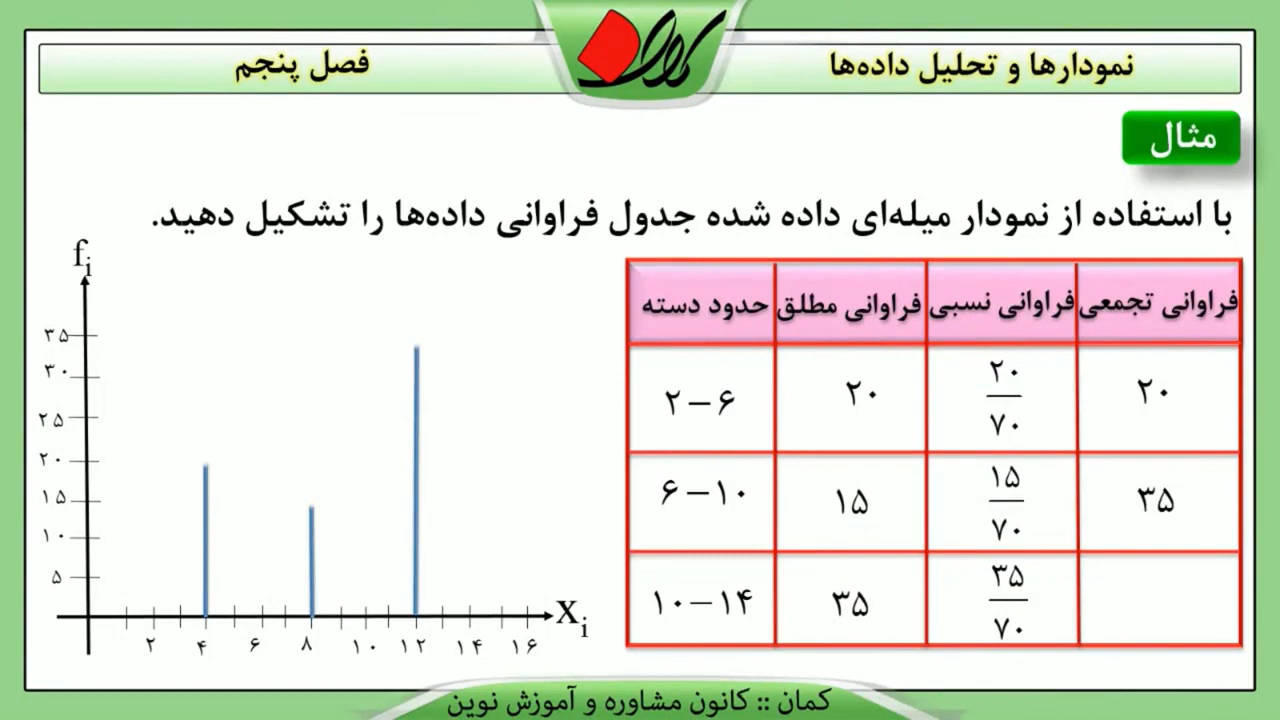 نمودارها و تحلیل داده‌ها
فصل پنجم
مثال
با استفاده از نمودار میله‌ای داده شده جدول فراوانی داده‌ها را تشکیل دهید.
fi
۳۵
۳۰
۲۵
۲۰
۱۵
۱۰
۵
۲ ۴ ۶ ۸ ۱۰ ۱۲ ۱۴ ۱۶ Xi
حدود دسته فراوانی مطلق فراوانی نسبی فراوانی تجمعی
۲-۶ ۲۰ ۲۰/۷۰ ۲۰
۶-۱۰ ۱۵ ۱۵/۷۰ ۳۵
۱۰-۱۴ ۳۵ ۳۵/۷۰
کمان :: کانون مشاوره و آموزش نوین